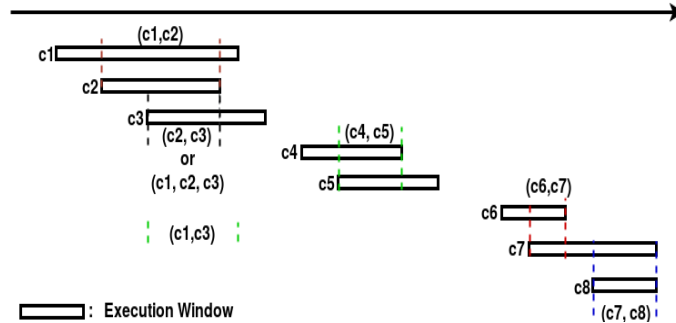 (c1,c2)
c1
c2
c3
(c2, c3)
or
(c1, c2, c3)
(c1,c3)
(c4, c5)
c4
c5
(c6,c7)
c6
c7
c8
(c7, c8)
: Execution Window